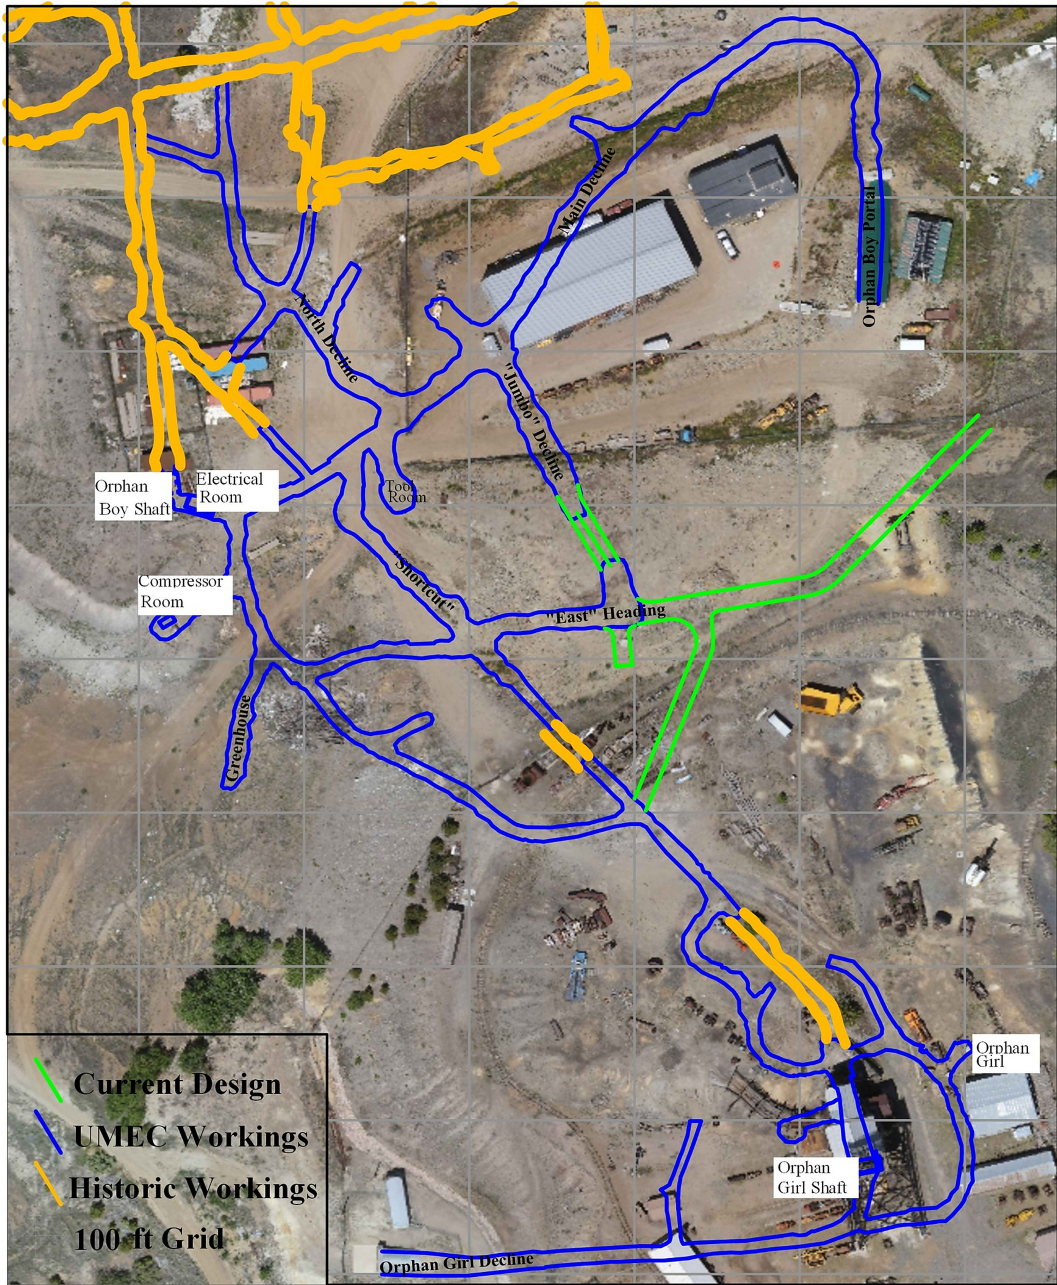 Main Decline
Orphan Boy Portal
North Decline
"Jumbo" Decline
Orphan
Boy Shaft
Electrical
Room
Tool
Room
Compressor
Room
"Shortcut"
"East" Heading
Greenhouse
Orphan
Girl
Orphan
Girl Shaft
Orphan Girl Decline
Current Design
UMEC Workings
Historic Workings
100 ft Grid